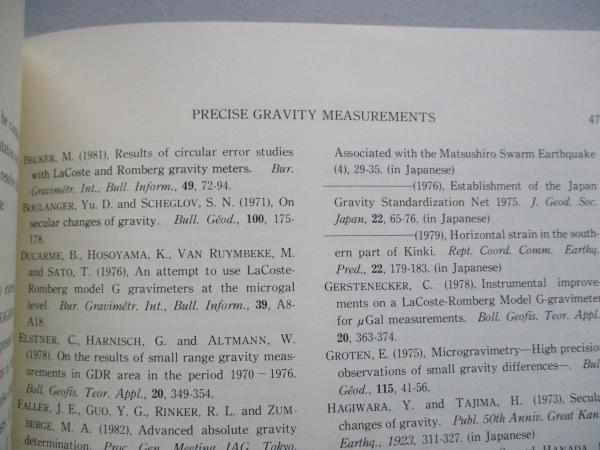 PRECISE GRAVITY MEASUREMENTS
47
BECKER, M. (1981), Results of circular error studies
with LaCoste and Romberg gravity meters. Bur.
Gravimétr. Int., Bull. Inform., 49, 72-94.
BOULANGER, Yu. D and SCHEGLOV, S. N. (1971), On
secular changes of gravity. Bull. Géod., 100, 175-
178.
DUCARME, B., HOSOYAMA, K., VAN RUYMBEKE, M.
and SATO, T. (1976), An attempt to use LaCoste-
Romberg model G gravimeters at the microgal
level. Bur. Gravimêtr. Int., Bull. Inform., 39, A8-
A18.
ELSTNER, C., HARNISCH, G. and ALTMANN, W.
(1978), On the results of small range gravity meas-
urements in GDR area in the period 1970-1976.
Boll. Geofis. Teor. Appl., 20, 349-354.
FALLER, J. E., GUO, Y. G., RINKER, R. L. and ZUM-
BERGE, M. A. (1982), Advanced absolute gravity
determination. Proc. Gen. Meeting IAG, Tokyo,
Associated with the Matsushiro Swarm Earthquake
(4), 29-35. (in Japanese)
(1976), Establishment of the Japan
Gravity Standardization Net 1975. J. Geod. Soc.
Japan, 22, 65-76. (in Japanese)
(1979), Horizontal strain in the south-
ern part of Kinki. Rept. Coord. Comm. Earthq.
Pred., 22, 179-183. (in Japanese)
GERSTENECKER, C. (1978), Instrumental improve-
ments on a LaCoste-Romberg Model G-gravimeter
for μGal measurements. Boll. Geofis. Teor. Appl.
20, 363-374.
GROTEN, E. (1975), Microgravimetry—High precision
observations of small gravity differences-. Bul
Géod., 115, 41-56.
HAGIWARA, Y. and TAJIMA, H. (1973), Secula
changes of gravity. Publ. 50th Anniv. Great Kan
Earthq., 1923, 311-327. (in Japanese)